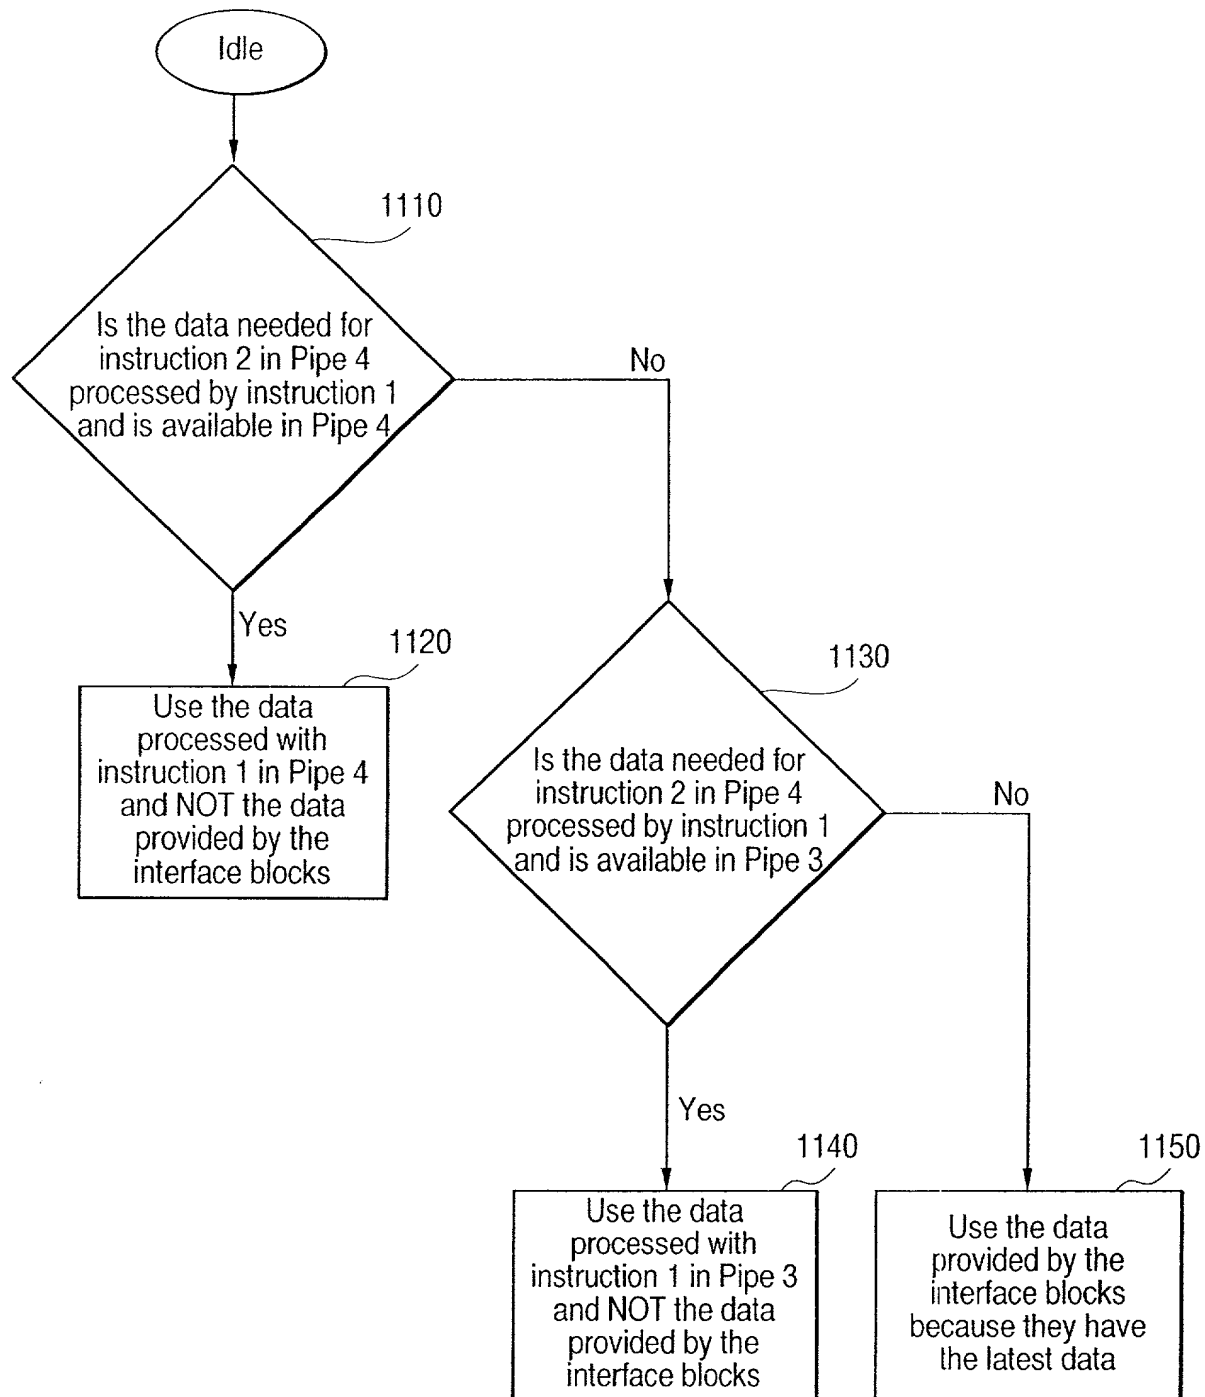 Idle
1110
Is the data needed for
instruction 2 in Pipe 4
processed by instruction 1
and is available in Pipe 4
No
Yes
1120
Use the data
processed with
instruction 1 in Pipe 4
and NOT the data
provided by the
interface blocks
1130
Is the data needed for
instruction 2 in Pipe 4
processed by instruction 1
and is available in Pipe 3
No
Yes
1140
Use the data
processed with
instruction 1 in Pipe 3
and NOT the data
provided by the
interface blocks
1150
Use the data
provided by the
interface blocks
because they have
the latest data